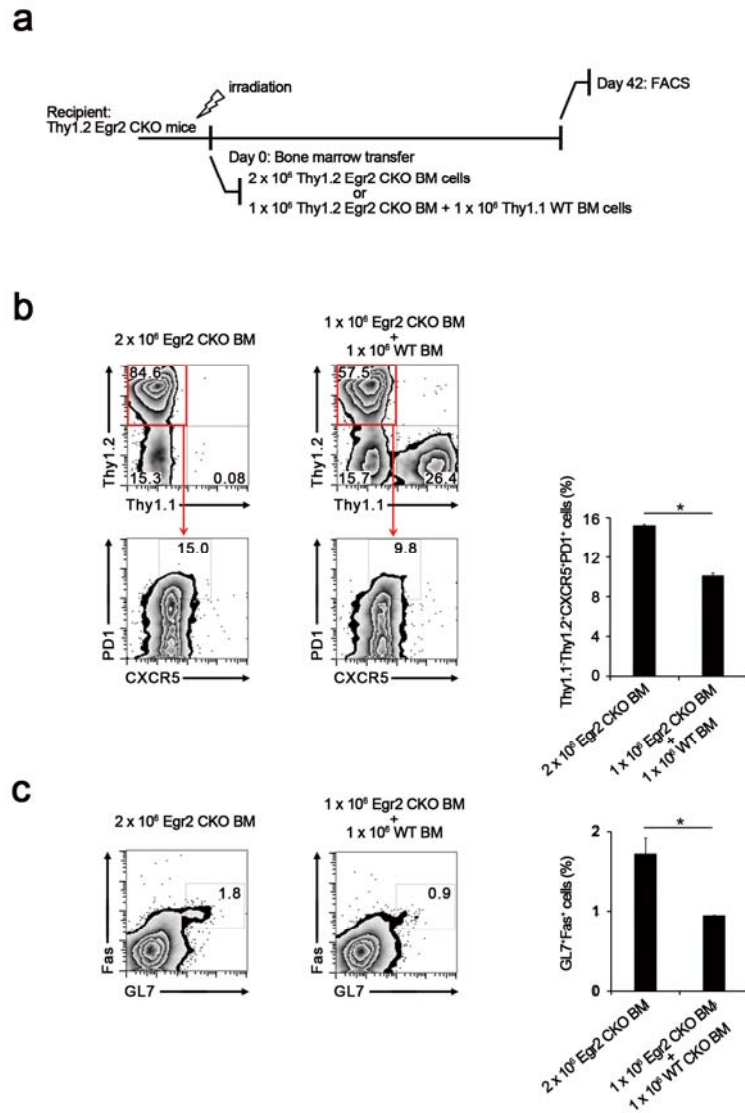 a
irradiation
Day 42: FACS
Recipient:
Thy1.2 Egr2 CKO mice
Day 0: Bone marrow transfer
2 x 10⁶ Thy1.2 Egr2 CKO BM cells
or
1 x 10⁶ Thy1.2 Egr2 CKO BM + 1 x 10⁶ Thy1.1 WT BM cells
b
2 x 10⁶ Egr2 CKO BM
1 x 10⁶ Egr2 CKO BM
+
1 x 10⁶ WT BM
84.6
15.3
0.08
Thy1.2
Thy1.1
57.5
15.7
26.4
Thy1.2
Thy1.1
15.0
PD1
CXCR5
9.8
PD1
CXCR5
Thy1.1⁻Thy1.2⁺CXCR5⁺PD1⁺ cells (%)
16
12
8
4
0
*
2 x 10⁶ Egr2 CKO BM
1 x 10⁶ Egr2 CKO BM
+
1 x 10⁶ WT BM
c
2 x 10⁶ Egr2 CKO BM
1 x 10⁶ Egr2 CKO BM
+
1 x 10⁶ WT BM
1.8
Fas
GL7
0.9
Fas
GL7
GL7⁺Fas⁺ cells (%)
2
1
0
*
2 x 10⁶ Egr2 CKO BM
1 x 10⁶ Egr2 CKO BM
+
1 x 10⁶ WT CKO BM